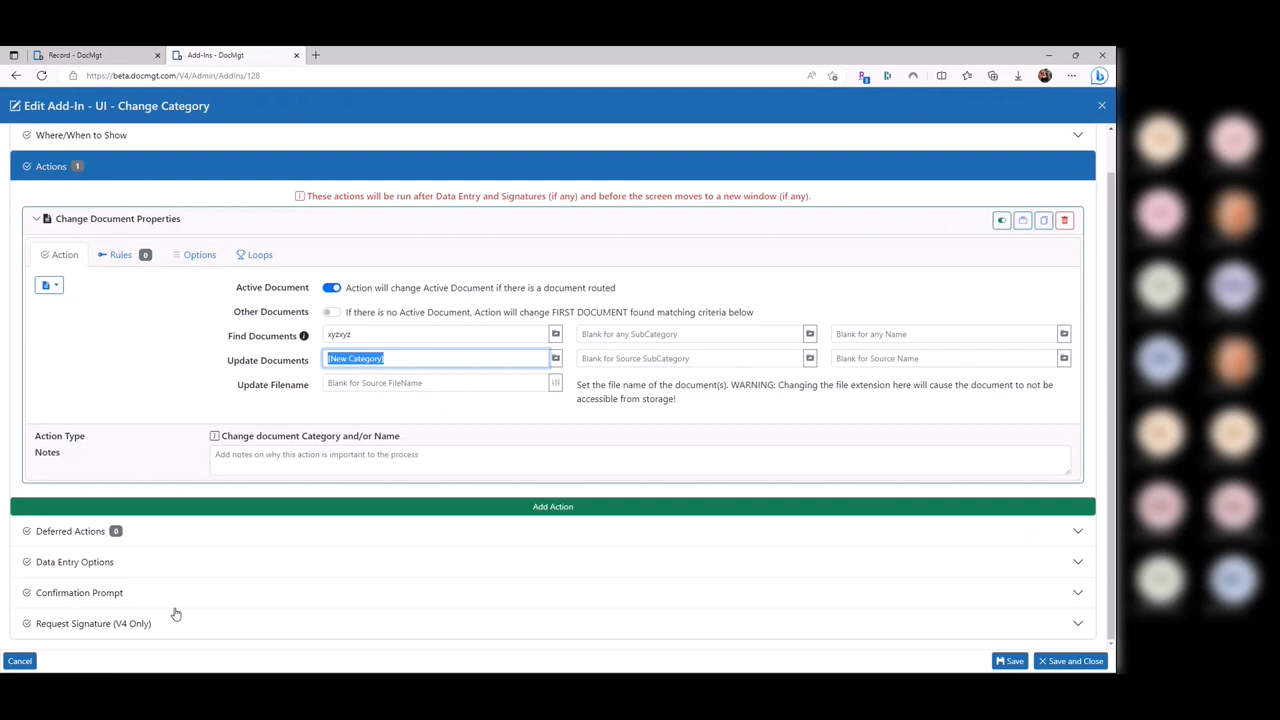 Record - DocMgt
Add-Ins - DocMgt
https://beta.docmgt.com/V4/Admin/AddIns/128
Edit Add-In - UI - Change Category
Where/When to Show
Actions 1
These actions will be run after Data Entry and Signatures (if any) and before the screen moves to a new window (if any).
Change Document Properties
Action Rules 0 Options Loops
Active Document Action will change Active Document if there is a document routed
Other Documents If there is no Active Document, Action will change FIRST DOCUMENT found matching criteria below
Find Documents xyzxyz Blank for any SubCategory Blank for any Name
Update Documents [New Category] Blank for Source SubCategory Blank for Source Name
Update Filename Blank for Source FileName Set the file name of the document(s). WARNING: Changing the file extension here will cause the document to not be
accessible from storage!
Action Type Change document Category and/or Name
Notes Add notes on why this action is important to the process
Add Action
Deferred Actions 0
Data Entry Options
Confirmation Prompt
Request Signature (V4 Only)
Cancel Save Save and Close